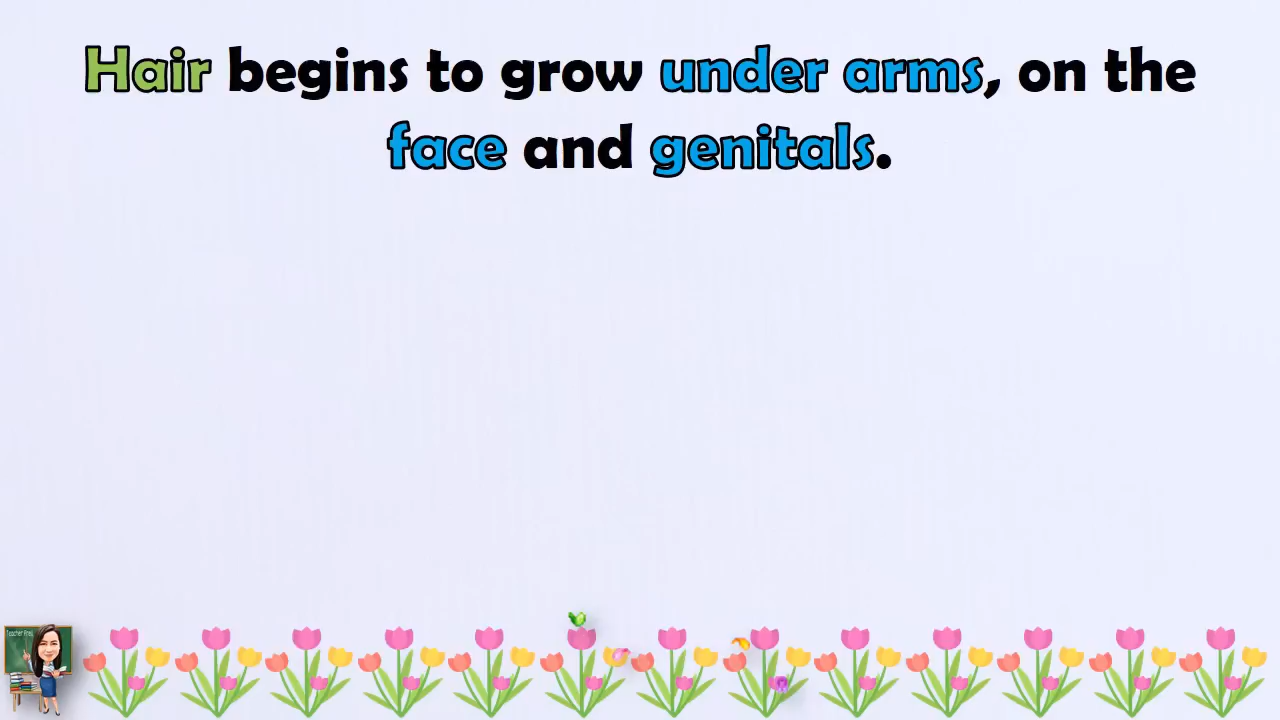 Hair begins to grow under arms, on the
face and genitals.